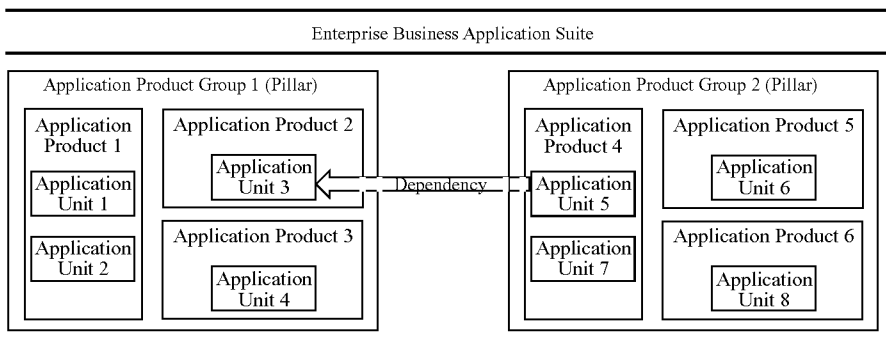 Enterprise Business Application Suite
Application Product Group 1 (Pillar)
Application
Product 1
Application
Unit 1
Application
Unit 2
Application Product 2
Application
Unit 3
Application Product 3
Application
Unit 4
Dependency
Application Product Group 2 (Pillar)
Application
Product 4
Application
Unit 5
Application
Unit 7
Application Product 5
Application
Unit 6
Application Product 6
Application
Unit 8